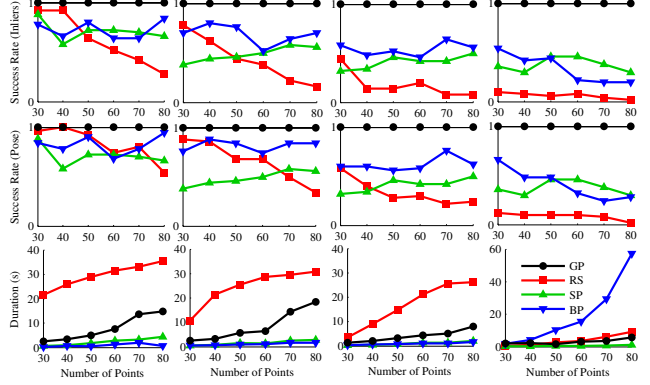 Success Rate (Inliers)
1 1 1 1
0 0 0 0
30 40 50 60 70 80 30 40 50 60 70 80 30 40 50 60 70 80 30 40 50 60 70 80
Success Rate (Pose)
1 1 1 1
0 0 0 0
30 40 50 60 70 80 30 40 50 60 70 80 30 40 50 60 70 80 30 40 50 60 70 80
Duration (s)
40 40 40 60
30 30 30
20 20 20 40
10 10 10 20
0 0 0 0
GP
RS
SP
BP
30 40 50 60 70 80 30 40 50 60 70 80 30 40 50 60 70 80 30 40 50 60 70 80
Number of Points Number of Points Number of Points Number of Points